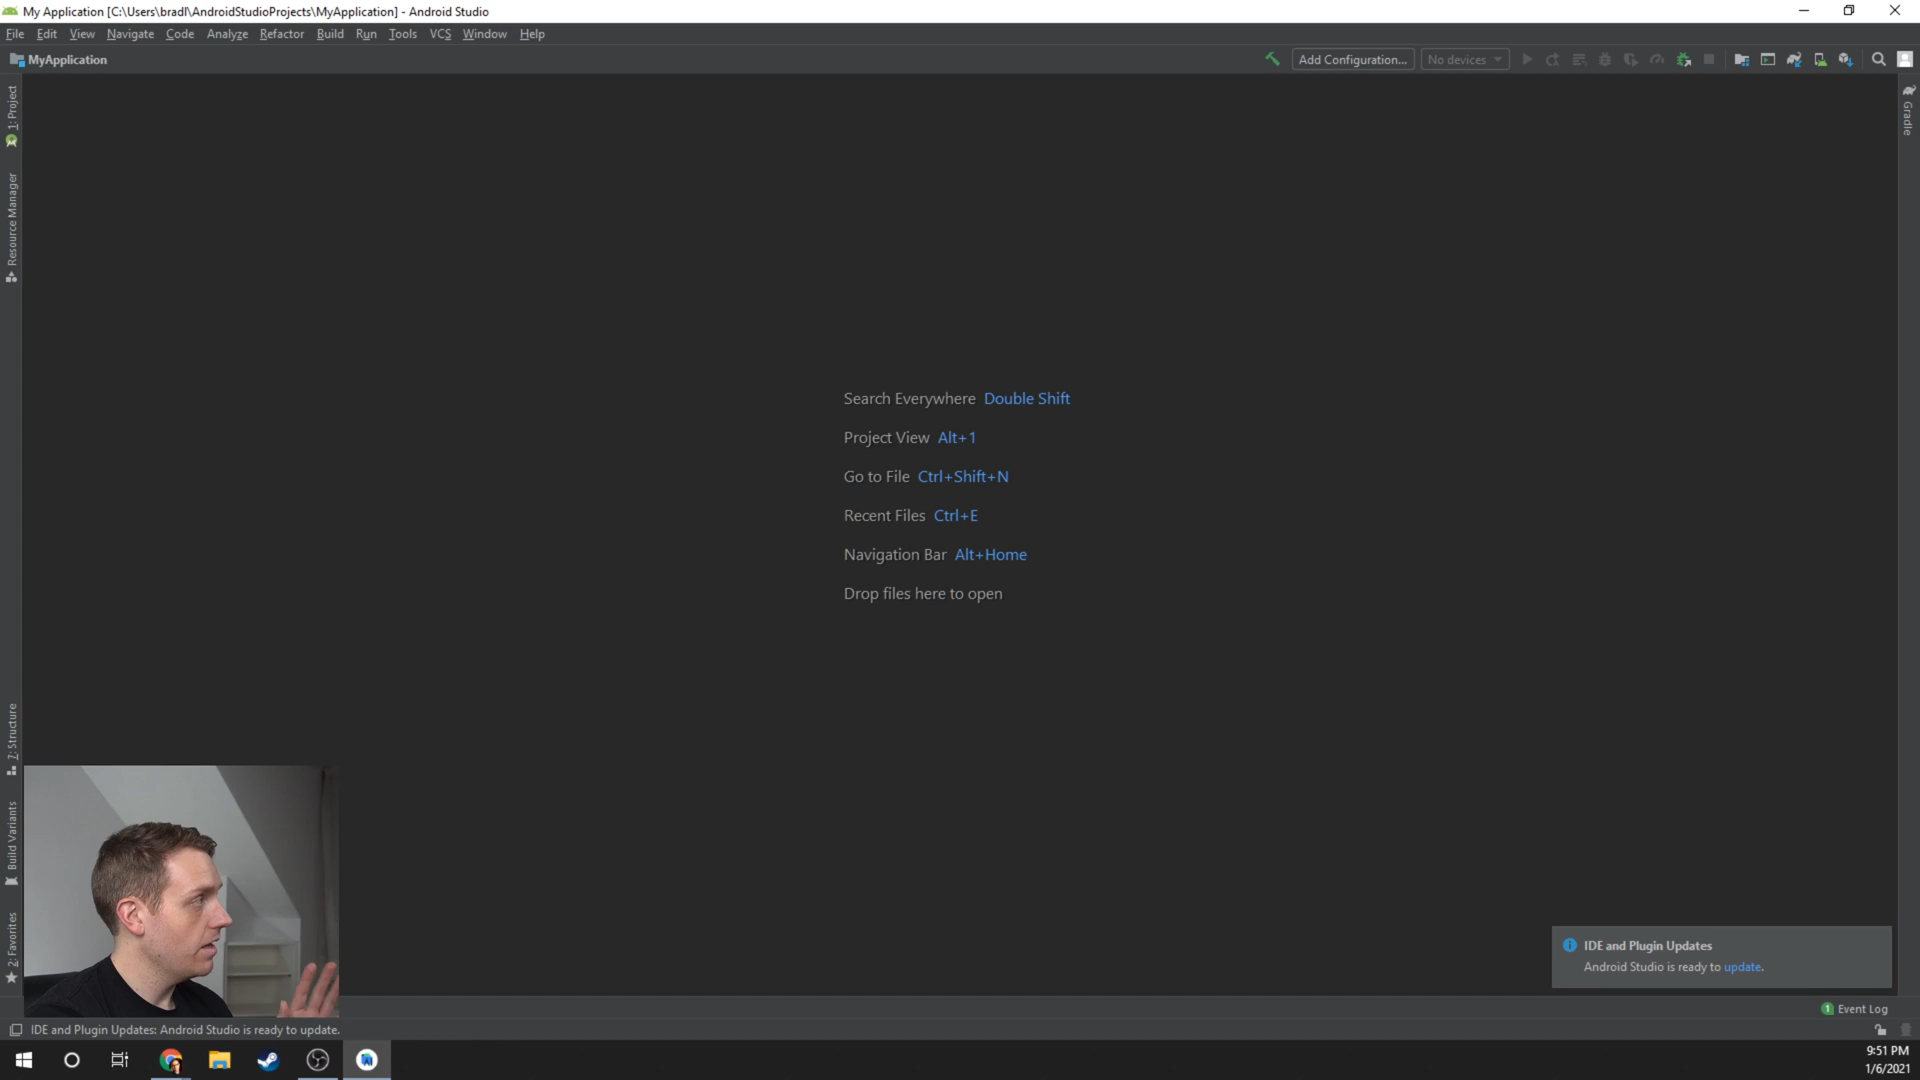 My Application [C:\Users\bradl\AndroidStudioProjects\MyApplication] - Android Studio
File Edit View Navigate Code Analyze Refactor Build Run Tools VCS Window Help
MyApplication
Add Configuration...
No devices
1: Project
Resource Manager
Gradle
Search Everywhere Double Shift
Project View Alt+1
Go to File Ctrl+Shift+N
Recent Files Ctrl+E
Navigation Bar Alt+Home
Drop files here to open
7: Structure
Build Variants
2: Favorites
IDE and Plugin Updates
Android Studio is ready to update.
1 Event Log
IDE and Plugin Updates: Android Studio is ready to update.
9:51 PM
1/6/2021